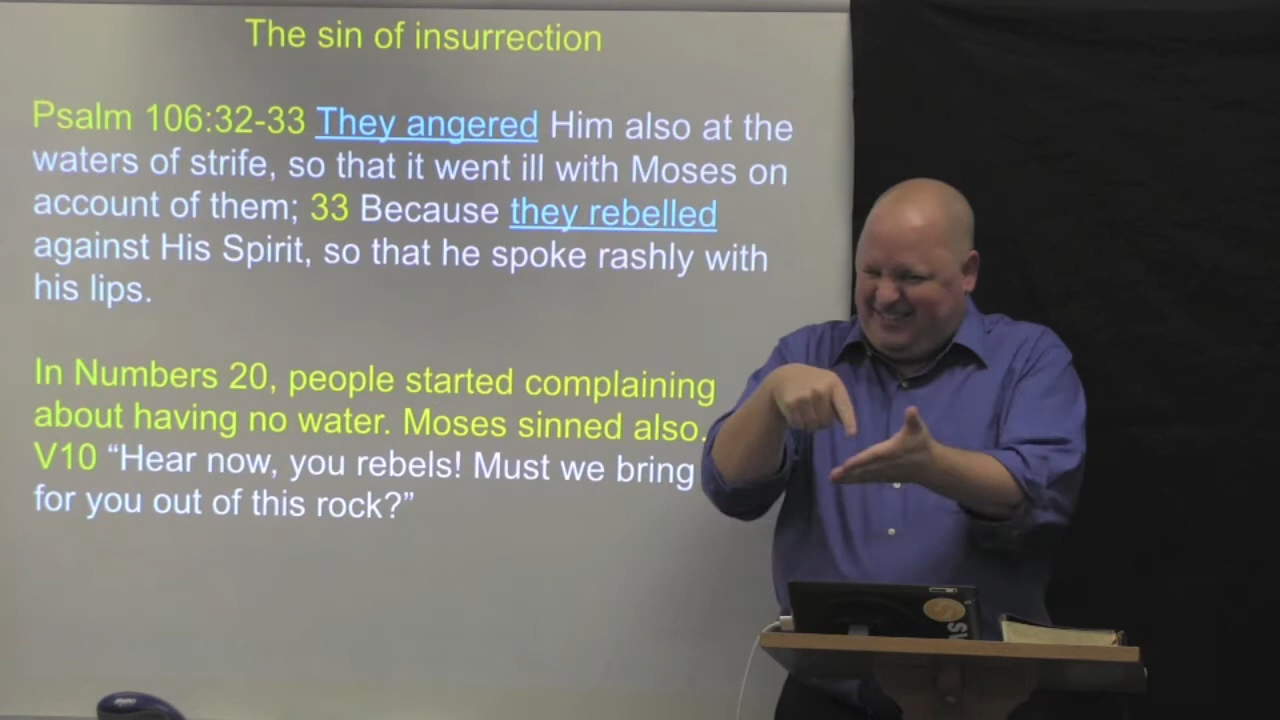 The sin of insurrection
Psalm 106:32-33 They angered Him also at the
waters of strife, so that it went ill with Moses on
account of them; 33 Because they rebelled
against His Spirit, so that he spoke rashly with
his lips.
In Numbers 20, people started complaining
about having no water. Moses sinned also.
V10 “Hear now, you rebels! Must we bring
for you out of this rock?”